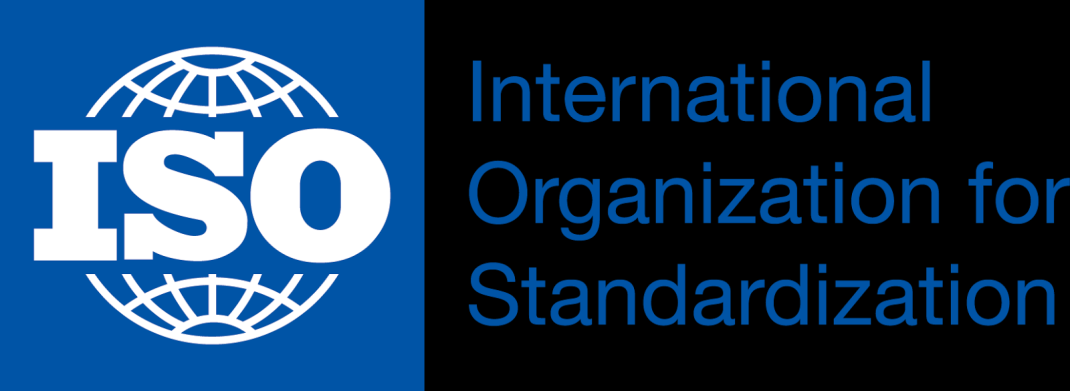 ISO
International
Organization for
Standardization